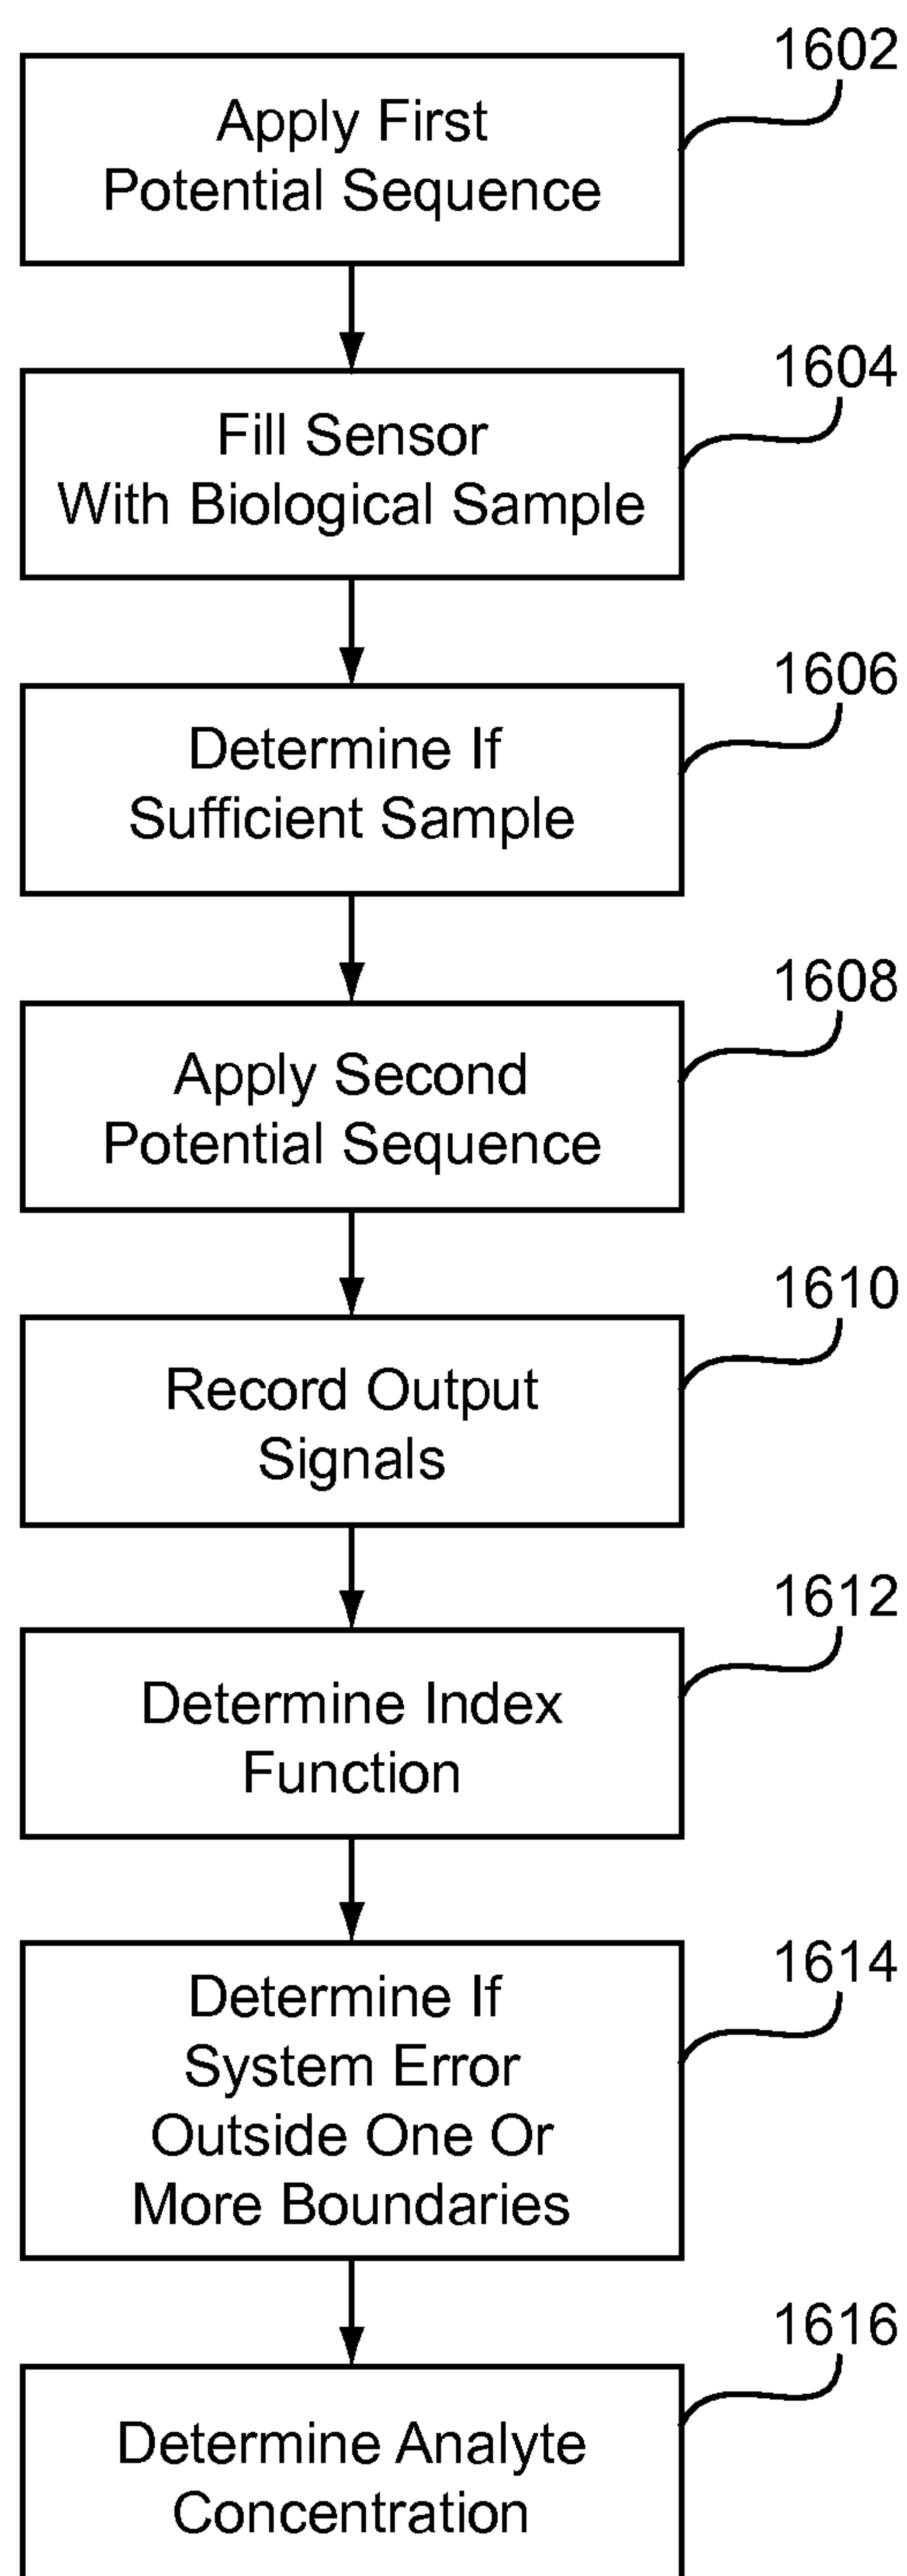 1602
Apply First
Potential Sequence
1604
Fill Sensor
With Biological Sample
1606
Determine If
Sufficient Sample
1608
Apply Second
Potential Sequence
1610
Record Output
Signals
1612
Determine Index
Function
1614
Determine If
System Error
Outside One Or
More Boundaries
1616
Determine Analyte
Concentration